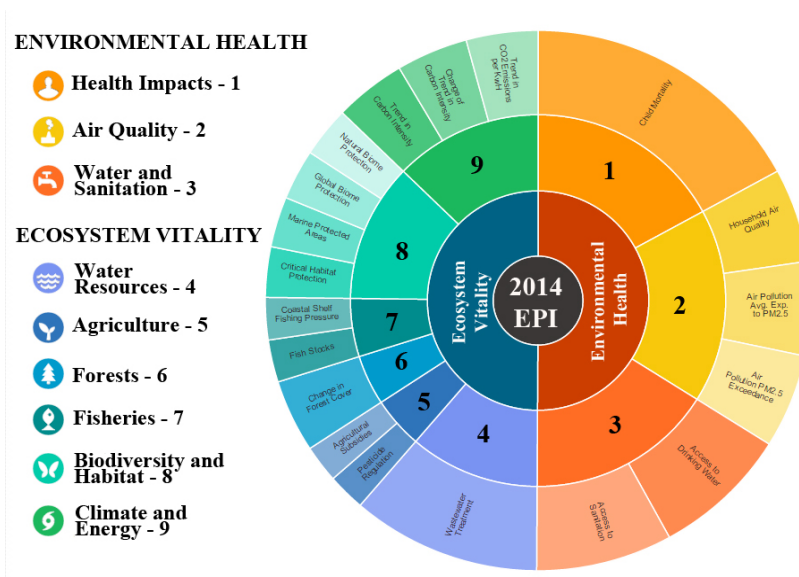 ENVIRONMENTAL HEALTH
Health Impacts - 1
Air Quality - 2
Water and
Sanitation - 3
ECOSYSTEM VITALITY
Water
Resources - 4
Agriculture - 5
Forests - 6
Fisheries - 7
Biodiversity and
Habitat - 8
Climate and
Energy - 9
2014
EPI
Environmental
Health
Ecosystem
Vitality
1
2
3
4
5
6
7
8
9
Child Mortality
Household Air
Quality
Air Pollution
Avg. Exp.
to PM2.5
Air
Pollution PM2.5
Exceedance
Access to
Drinking Water
Access to
Sanitation
Wastewater
Treatment
Pesticide
Regulation
Agricultural
Subsidies
Change in
Forest Cover
Fish Stocks
Coastal Shelf
Fishing Pressure
Critical Habitat
Protection
Marine Protected
Areas
Global Biome
Protection
Natural Biome
Protection
Trend in
Carbon Intensity
Change of
Trend in
Carbon Intensity
Trend in
CO2 Emissions
per KwH